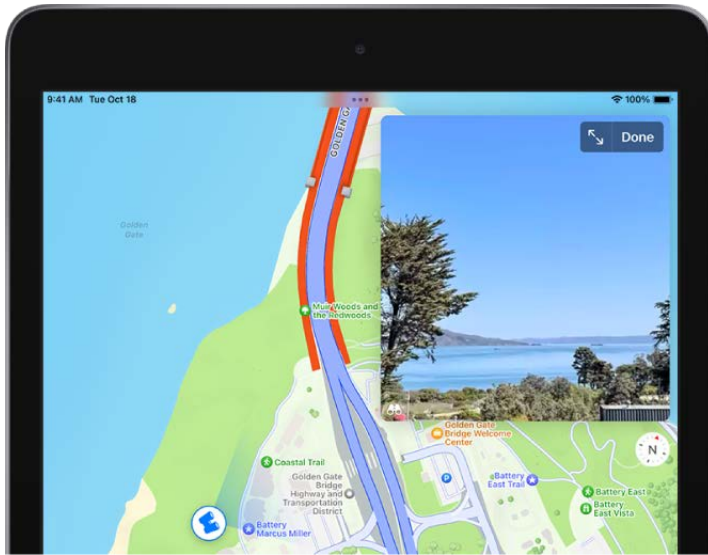 9:41 AM Tue Oct 18
100%
GOLDEN GA
Done
Golden
Gate
Muir Woods and
the Redwoods
Golden Gate
Bridge Welcome
Center
N
Coastal Trail
Golden Gate
Bridge
Highway and
Transportation
District
P
Battery
East Trail
Battery East
Battery
East Vista
Battery
Marcus Miller